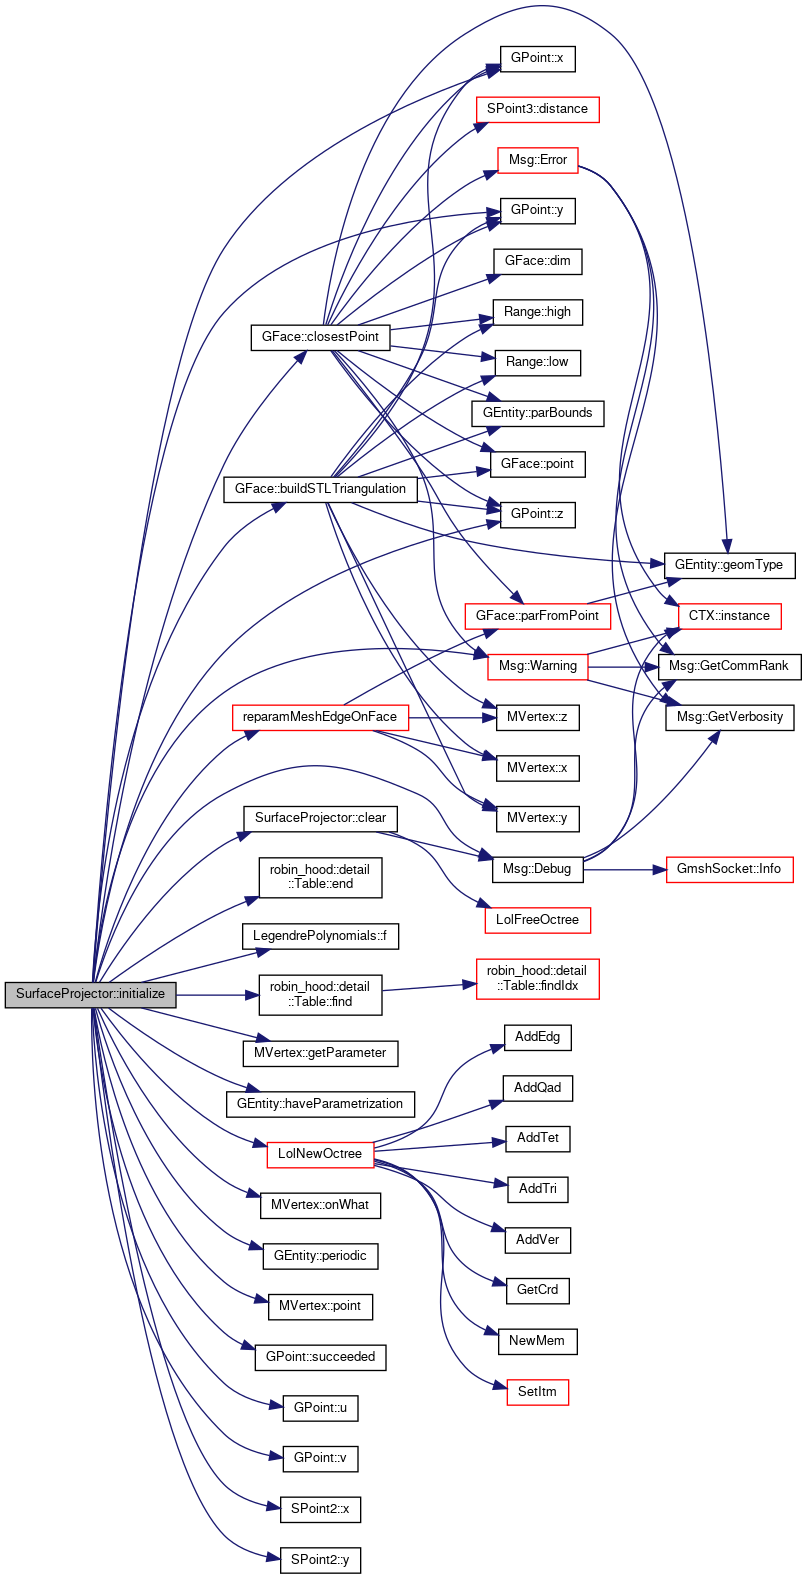 GPoint::x
SPoint3::distance
Msg::Error
GPoint::y
GFace::dim
Range::high
GFace::closestPoint
Range::low
GEntity::parBounds
GFace::point
GFace::buildSTLTriangulation
GPoint::z
GEntity::geomType
GFace::parFromPoint
CTX::instance
Msg::Warning
Msg::GetCommRank
reparamMeshEdgeOnFace
MVertex::z
Msg::GetVerbosity
MVertex::x
SurfaceProjector::clear
MVertex::y
robin_hood::detail
::Table::end
Msg::Debug
GmshSocket::Info
LolFreeOctree
LegendrePolynomials::f
SurfaceProjector::initialize
robin_hood::detail
::Table::find
robin_hood::detail
::Table::findIdx
MVertex::getParameter
AddEdg
GEntity::haveParametrization
AddQad
LolNewOctree
AddTet
AddTri
MVertex::onWhat
AddVer
GEntity::periodic
GetCrd
MVertex::point
NewMem
GPoint::succeeded
SetItm
GPoint::u
GPoint::v
SPoint2::x
SPoint2::y